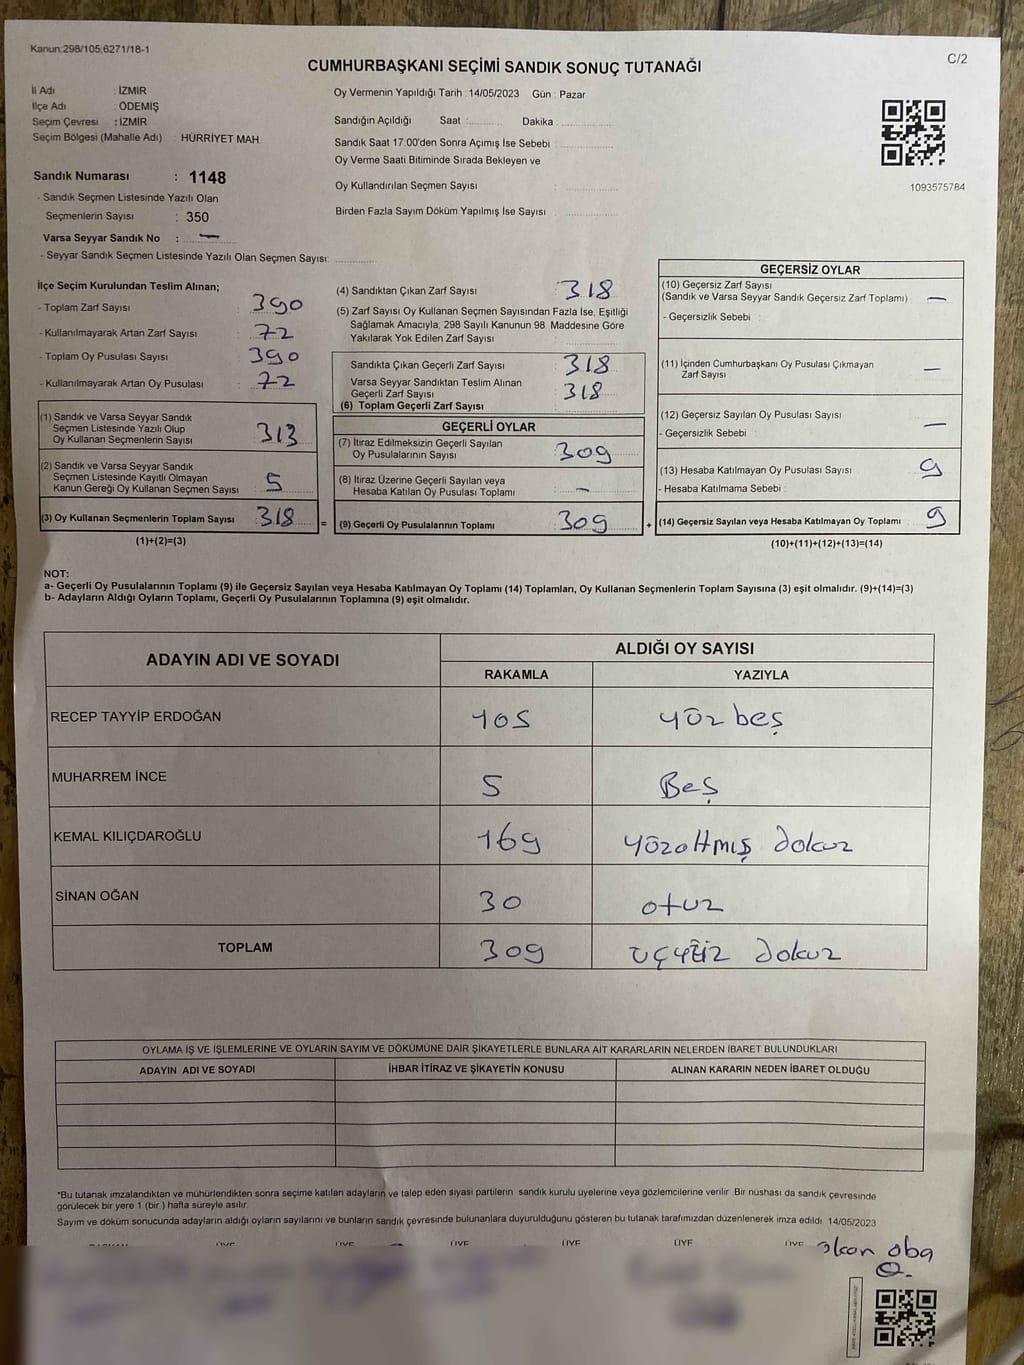 Kanun:298/105;6271/18-1
C/2
CUMHURBAŞKANI SEÇİMİ SANDIK SONUÇ TUTANAĞI
İli Adı : İZMİR
İlçe Adı : ÖDEMİŞ
Seçim Çevresi : İZMİR
Seçim Bölgesi (Mahalle Adı) : HÜRRİYET MAH.
Sandık Numarası : 1148
- Sandık Seçmen Listesinde Yazılı Olan
Seçmenlerin Sayısı : 350
Varsa Seyyar Sandık No : —
- Seyyar Sandık Seçmen Listesinde Yazılı Olan Seçmen Sayısı:
Oy Vermenin Yapıldığı Tarih : 14/05/2023 Gün : Pazar
Sandığın Açıldığı Saat : Dakika :
Sandık Saat 17:00'den Sonra Açımış İse Sebebi :
Oy Verme Saati Bitiminde Sırada Bekleyen ve
Oy Kullandırılan Seçmen Sayısı :
Birden Fazla Sayım Döküm Yapılmış İse Sayısı :
1093575784
İlçe Seçim Kurulundan Teslim Alınan;
- Toplam Zarf Sayısı : 390
- Kullanılmayarak Artan Zarf Sayısı : 72
- Toplam Oy Pusulası Sayısı : 390
- Kullanılmayarak Artan Oy Pusulası : 72
(1) Sandık ve Varsa Seyyar Sandık
Seçmen Listesinde Yazılı Olup
Oy Kullanan Seçmenlerin Sayısı : 313
(2) Sandık ve Varsa Seyyar Sandık
Seçmen Listesinde Kayıtlı Olmayan
Kanun Gereği Oy Kullanan Seçmen Sayısı : 5
(3) Oy Kullanan Seçmenlerin Toplam Sayısı : 318 =
(1)+(2)=(3)
(4) Sandıktan Çıkan Zarf Sayısı : 318
(5) Zarf Sayısı Oy Kullanan Seçmen Sayısından Fazla İse, Eşitliği
Sağlamak Amacıyla, 298 Sayılı Kanunun 98. Maddesine Göre
Yakılarak Yok Edilen Zarf Sayısı :
Sandıkta Çıkan Geçerli Zarf Sayısı : 318
Varsa Seyyar Sandıktan Teslim Alınan
Geçerli Zarf Sayısı : 318
(6) Toplam Geçerli Zarf Sayısı
GEÇERLİ OYLAR
(7) İtiraz Edilmeksizin Geçerli Sayılan
Oy Pusulalarının Sayısı : 309
(8) İtiraz Üzerine Geçerli Sayılan veya
Hesaba Katılan Oy Pusulası Toplamı : —
(9) Geçerli Oy Pusulalarının Toplamı : 309 +
GEÇERSİZ OYLAR
(10) Geçersiz Zarf Sayısı
(Sandık ve Varsa Seyyar Sandık Geçersiz Zarf Toplamı) : —
- Geçersizlik Sebebi :
(11) İçinden Cumhurbaşkanı Oy Pusulası Çıkmayan
Zarf Sayısı : —
(12) Geçersiz Sayılan Oy Pusulası Sayısı : —
- Geçersizlik Sebebi :
(13) Hesaba Katılmayan Oy Pusulası Sayısı : 9
- Hesaba Katılmama Sebebi :
(14) Geçersiz Sayılan veya Hesaba Katılmayan Oy Toplamı : 9
(10)+(11)+(12)+(13)=(14)
NOT:
a- Geçerli Oy Pusulalarının Toplamı (9) ile Geçersiz Sayılan veya Hesaba Katılmayan Oy Toplamı (14) Toplamları, Oy Kullanan Seçmenlerin Toplam Sayısına (3) eşit olmalıdır. (9)+(14)=(3)
b- Adayların Aldığı Oyların Toplamı, Geçerli Oy Pusulalarının Toplamına (9) eşit olmalıdır.
ADAYIN ADI VE SOYADI ALDIĞI OY SAYISI
RAKAMLA YAZIYLA
RECEP TAYYİP ERDOĞAN 105 yüz beş
MUHARREM İNCE 5 Beş
KEMAL KILIÇDAROĞLU 169 yüzaltmış dokuz
SİNAN OĞAN 30 otuz
TOPLAM 309 üçyüz dokuz
OYLAMA İŞ VE İŞLEMLERİNE VE OYLARIN SAYIM VE DÖKÜMÜNE DAİR ŞİKAYETLERLE BUNLARA AİT KARARLARIN NELERDEN İBARET BULUNDUKLARI
ADAYIN ADI VE SOYADI İHBAR İTİRAZ VE ŞİKAYETİN KONUSU ALINAN KARARIN NEDEN İBARET OLDUĞU
*Bu tutanak imzalandıktan ve mühürlendikten sonra seçime katılan adayların ve talep eden siyasi partilerin sandık kurulu üyelerine veya gözlemcilerine verilir. Bir nüshası da sandık çevresinde
görülecek bir yere 1 (bir) hafta süreyle asılır.
Sayım ve döküm sonucunda adayların aldığı oyların sayılarını ve bunların sandık çevresinde bulunanlara duyurulduğunu gösteren bu tutanak tarafımızdan düzenlenerek imza edildi. 14/05/2023
BAŞKAN ÜYE ÜYE ÜYE ÜYE ÜYE ÜYE
oba